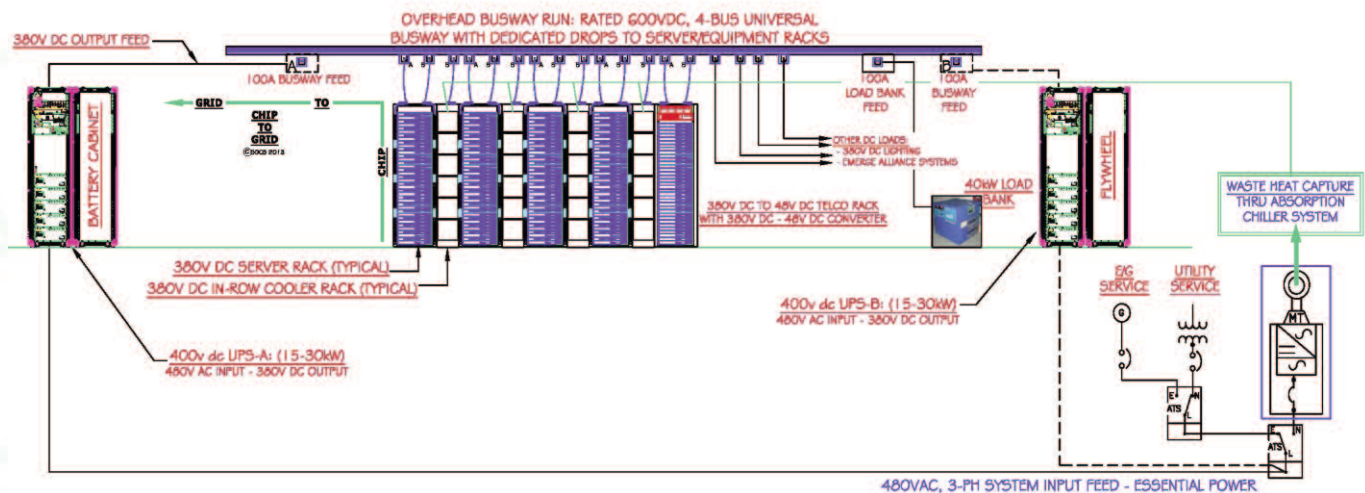 OVERHEAD BUSWAY RUN: RATED 600VDC, 4-BUS UNIVERSAL
BUSWAY WITH DEDICATED DROPS TO SERVER/EQUIPMENT RACKS
380V DC OUTPUT FEED
A
100A BUSWAY FEED
A B A B A B A B A B
100A
LOAD BANK
FEED
B
100A
BUSWAY
FEED
BATTERY CABINET
GRID TO
CHIP
TO
GRID
©DOCS 2013
CHIP
OTHER DC LOADS:
- 380V DC LIGHTING
- EMERGE ALLIANCE SYSTEMS
40kW LOAD
BANK
FLYWHEEL
WASTE HEAT CAPTURE
THRU ABSORPTION
CHILLER SYSTEM
380V DC TO 48V DC TELCO RACK
WITH 380V DC - 48V DC CONVERTER
380V DC SERVER RACK (TYPICAL)
380V DC IN-ROW COOLER RACK (TYPICAL)
E/G
SERVICE
UTILITY
SERVICE
G
MT
400v dc UPS-B: (15-30kW)
480V AC INPUT - 380V DC OUTPUT
400v dc UPS-A: (15-30kW)
480V AC INPUT - 380V DC OUTPUT
E N
ATS
L
E N
ATS
L
480VAC, 3-PH SYSTEM INPUT FEED - ESSENTIAL POWER